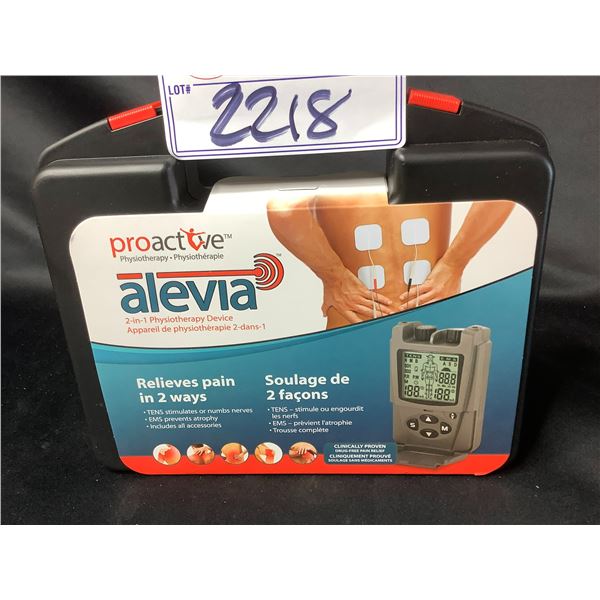 LOT#
2218
proactive™
Physiotherapy • Physiothérapie
alevia™
2-in-1 Physiotherapy Device
Appareil de physiothérapie 2-dans-1
Relieves pain
in 2 ways
• TENS stimulates or numbs nerves
• EMS prevents atrophy
• Includes all accessories
Soulage de
2 façons
• TENS – stimule ou engourdit
les nerfs
• EMS – prévient l'atrophie
• Trousse complète
CLINICALLY PROVEN
DRUG-FREE PAIN RELIEF
CLINIQUEMENT PROUVÉ
SOULAGE SANS MÉDICAMENTS
TENS
S
M